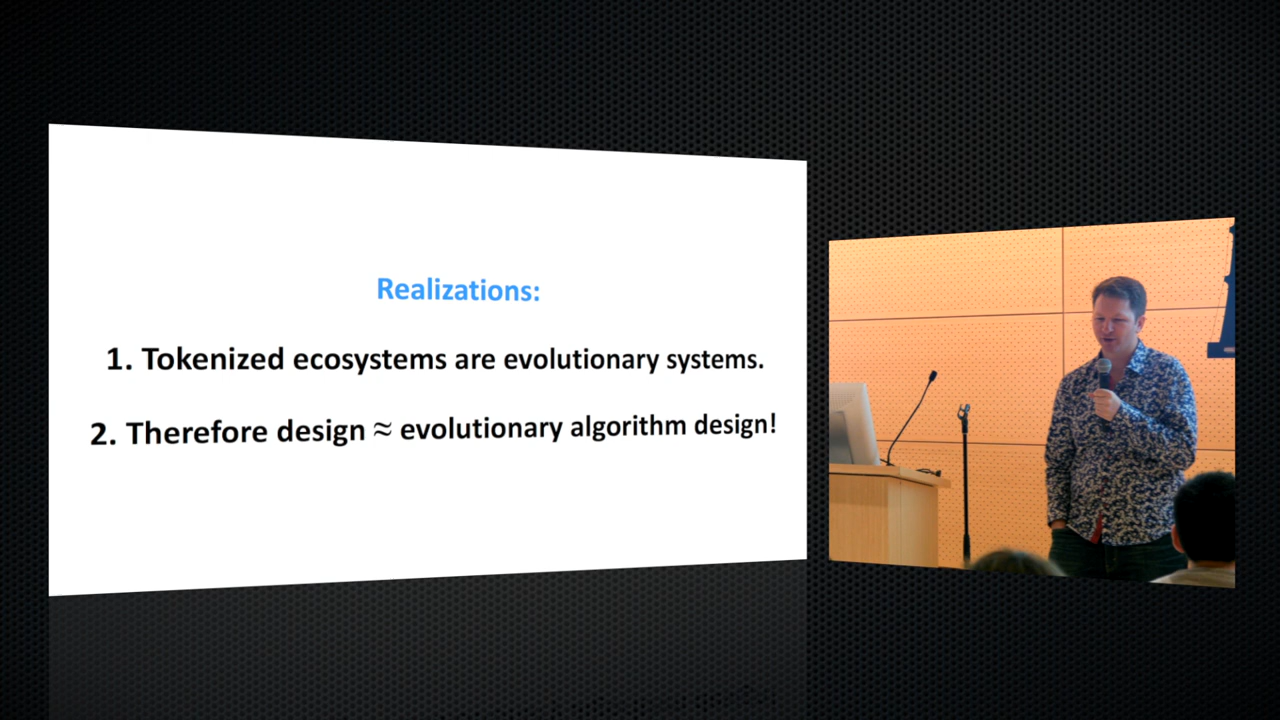 Realizations:
1. Tokenized ecosystems are evolutionary systems.
2. Therefore design ≈ evolutionary algorithm design!